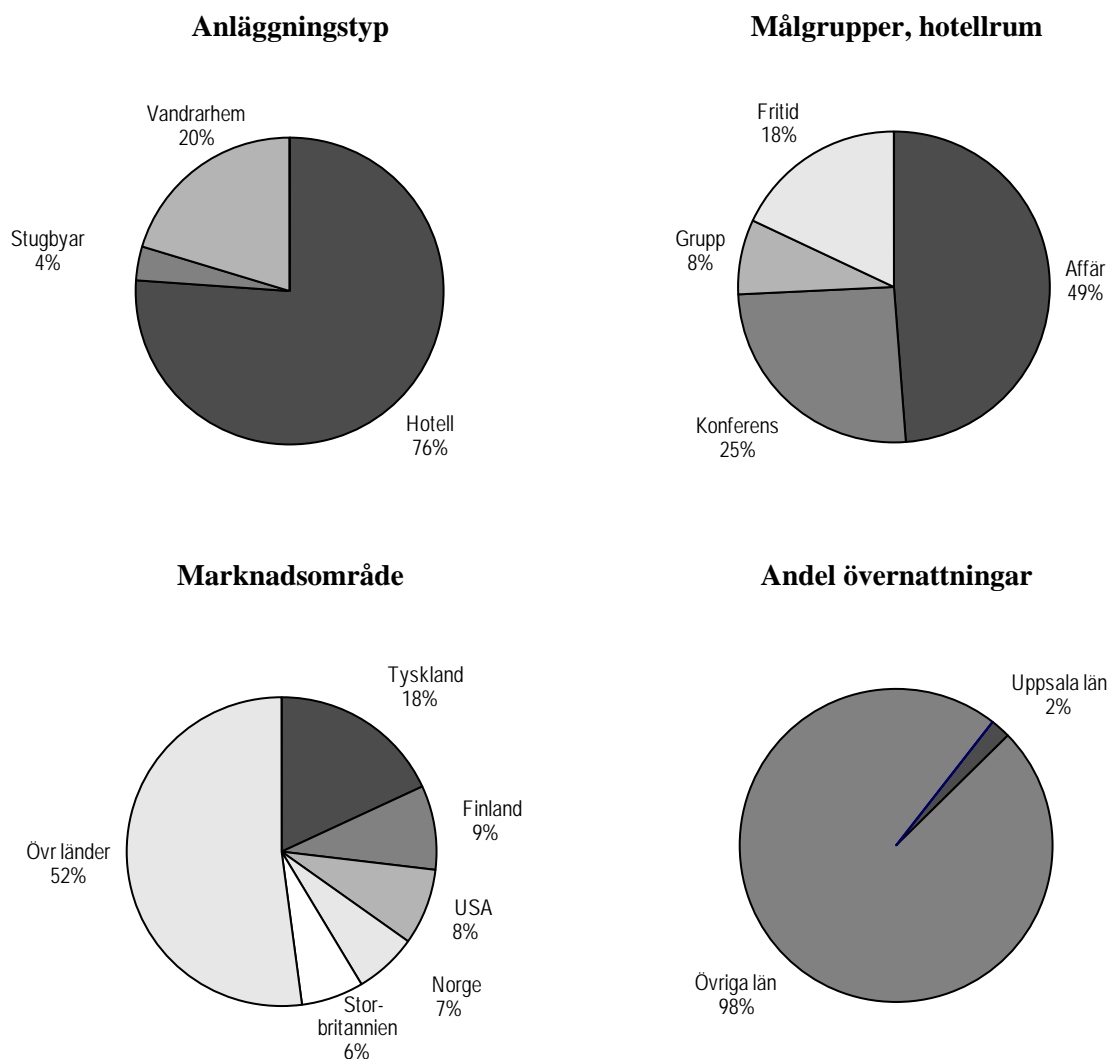 Anläggningstyp
Vandrarhem
20%
Stugbyar
4%
Hotell
76%
Målgrupper, hotellrum
Fritid
18%
Grupp
8%
Affär
49%
Konferens
25%
Marknadsområde
Tyskland
18%
Finland
9%
Övr länder
52%
USA
8%
Norge
7%
Stor-
britannien
6%
Andel övernattningar
Uppsala län
2%
Övriga län
98%